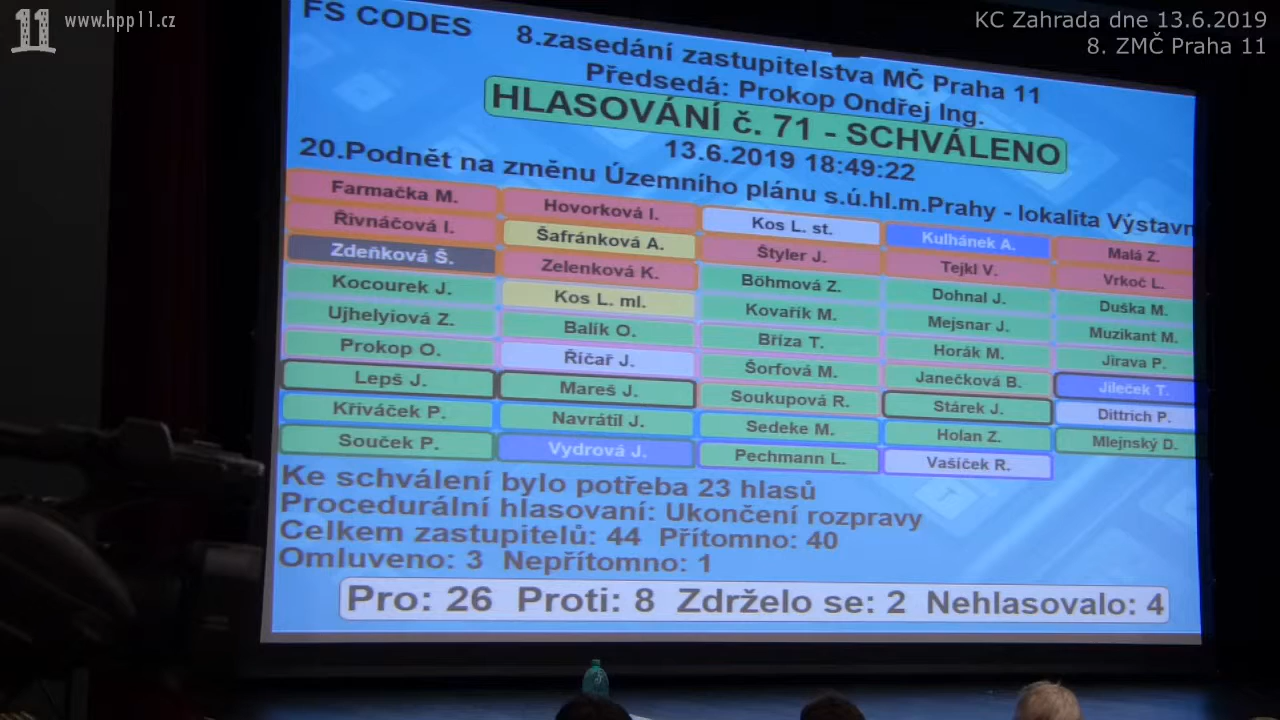 11 www.hpp11.cz
KC Zahrada dne 13.6.2019
8. ZMČ Praha 11
FS CODES
8.zasedání zastupitelstva MČ Praha 11
Předsedá: Prokop Ondřej Ing.
HLASOVÁNÍ č. 71 - SCHVÁLENO
13.6.2019 18:49:22
20.Podnět na změnu Územního plánu s.ú.hl.m.Prahy - lokalita Výstavn
Farmačka M. Hovorková I. Kos L. st. Kulhánek A. Malá Z.
Řivnáčová I. Šafránková A. Štyler J. Tejkl V. Vrkoč L.
Zdeňková Š. Zelenková K. Böhmová Z. Dohnal J. Duška M.
Kocourek J. Kos L. ml. Kovařík M. Mejsnar J. Muzikant M.
Ujhelyiová Z. Balík O. Bříza T. Horák M. Jirava P.
Prokop O. Říčař J. Šorfová M. Janečková B. Jileček T.
Lepš J. Mareš J. Soukupová R. Stárek J. Dittrich P.
Křiváček P. Navrátil J. Sedeke M. Holan Z. Mlejnský D.
Souček P. Vydrová J. Pechmann L. Vašíček R.
Ke schválení bylo potřeba 23 hlasů
Procedurální hlasovaní: Ukončení rozpravy
Celkem zastupitelů: 44 Přítomno: 40
Omluveno: 3 Nepřítomno: 1
Pro: 26 Proti: 8 Zdrželo se: 2 Nehlasovalo: 4